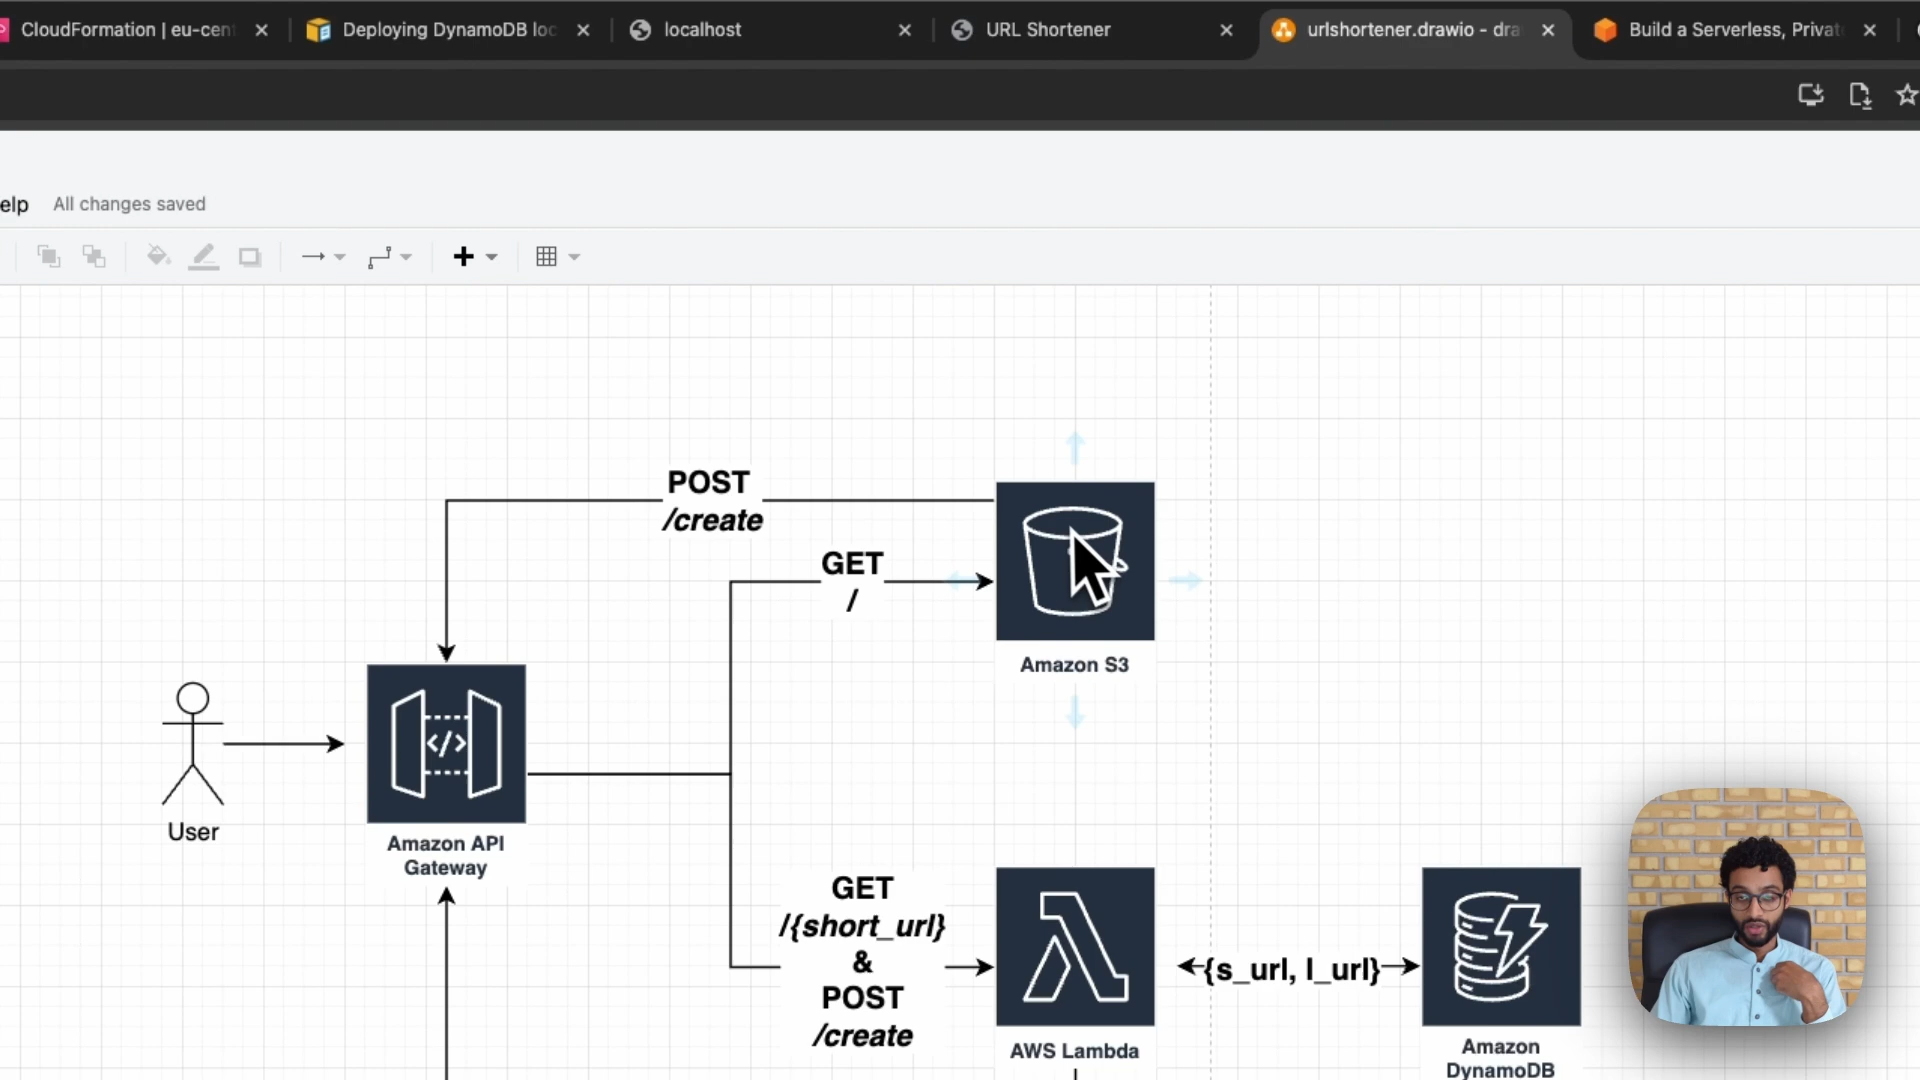 CloudFormation | eu-cen
Deploying DynamoDB loc
localhost
URL Shortener
urlshortener.drawio - dra
Build a Serverless, Privat
elp
All changes saved
POST
/create
GET
/
Amazon S3
User
</>
Amazon API
Gateway
GET
/{short_url}
&
POST
/create
AWS Lambda
{s_url, l_url}
Amazon
DynamoDB